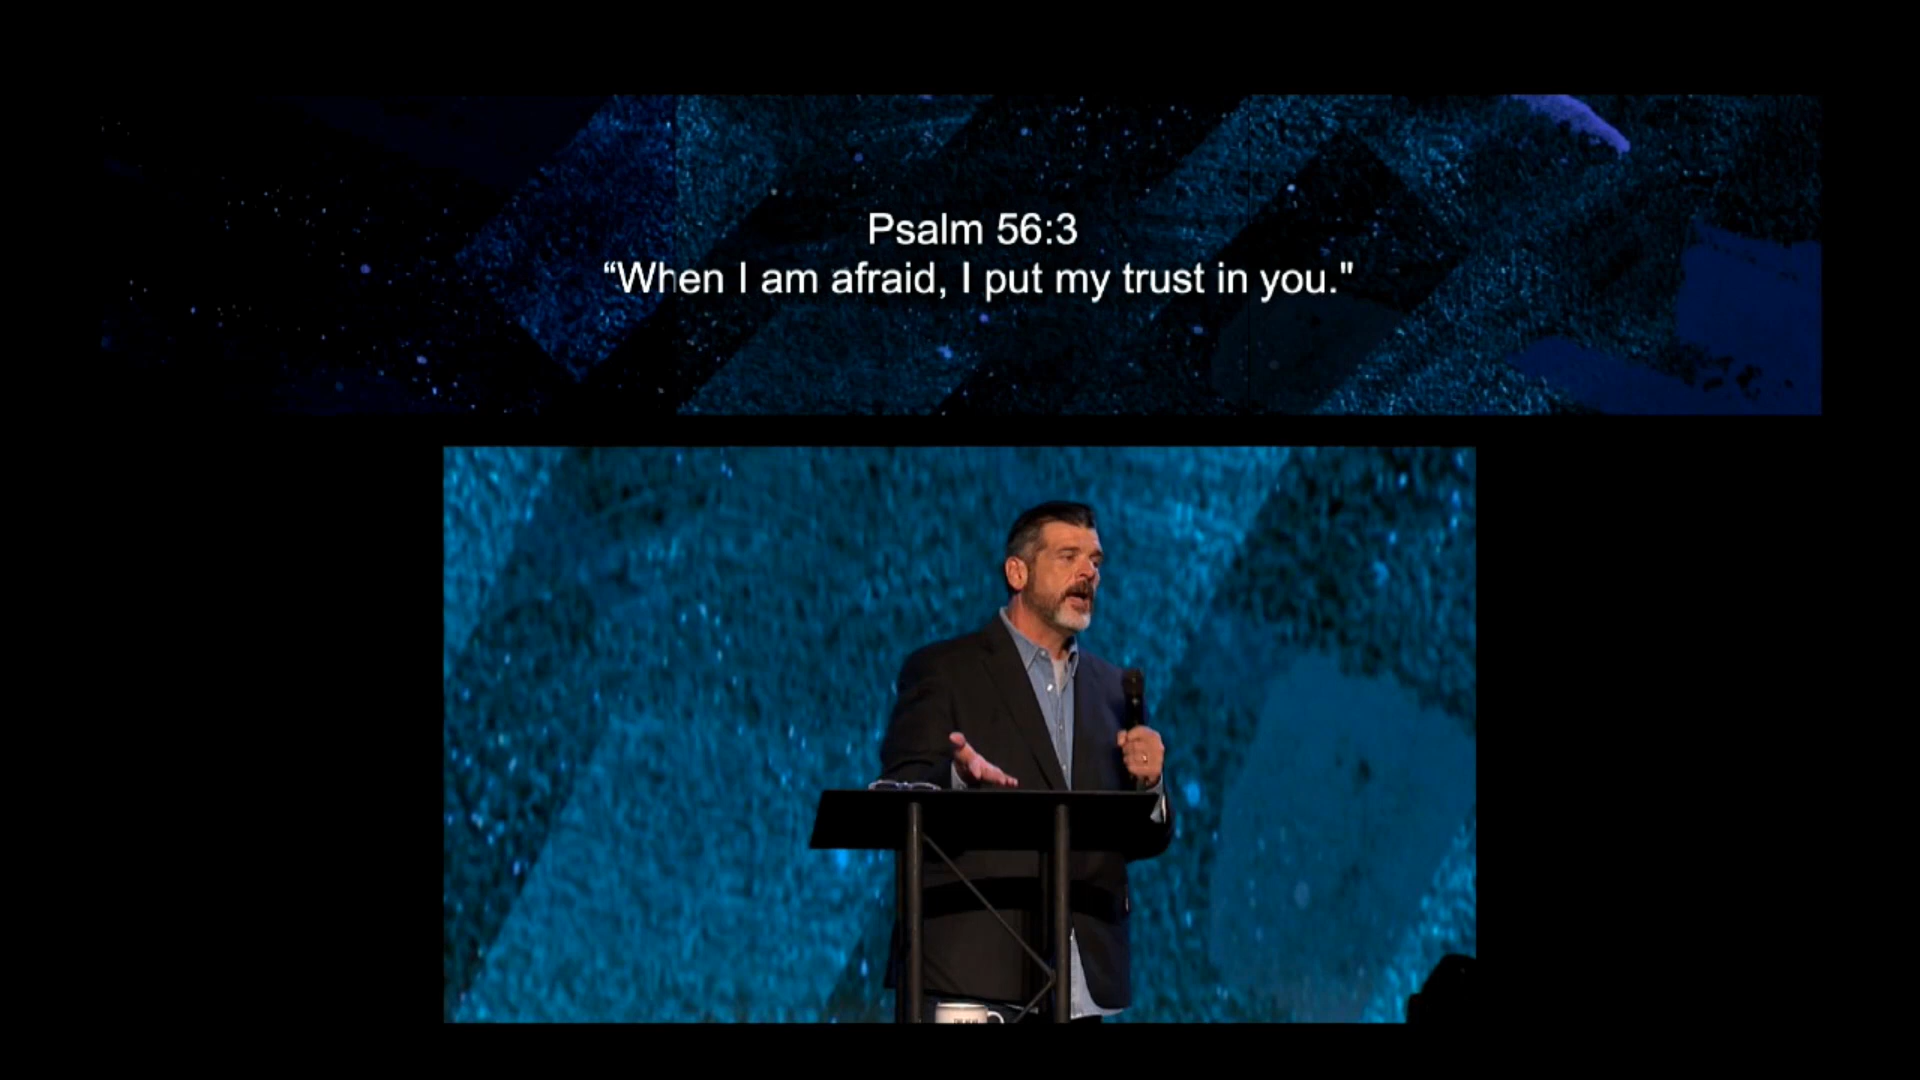 Psalm 56:3
“When I am afraid, I put my trust in you."